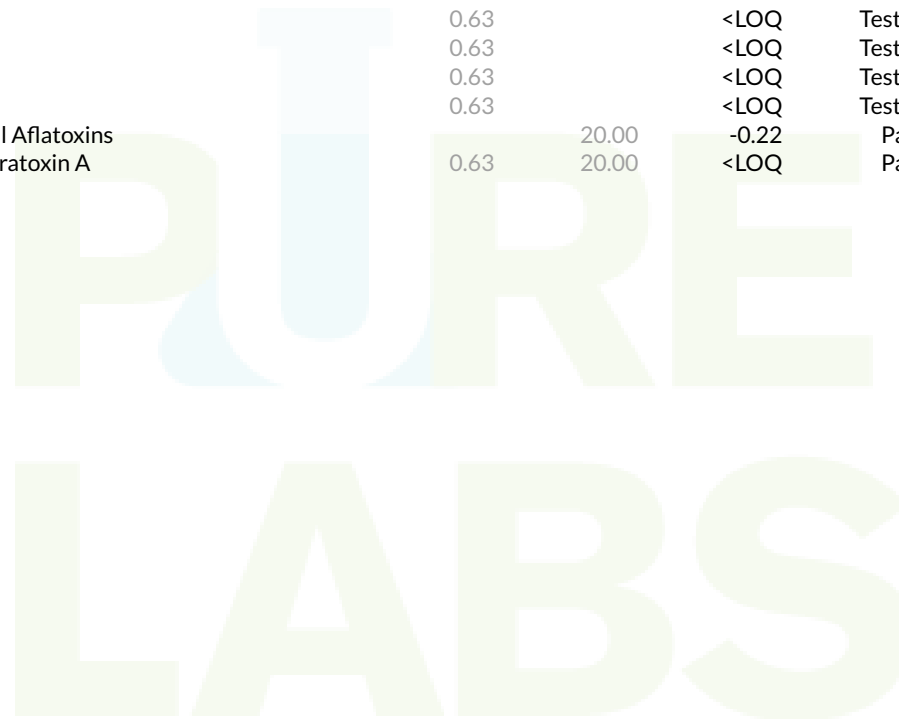 0.63 <LOQ Test
0.63 <LOQ Test
0.63 <LOQ Test
0.63 <LOQ Test
l Aflatoxins 20.00 -0.22 Pa
ratoxin A 0.63 20.00 <LOQ Pa
PURE
LABS